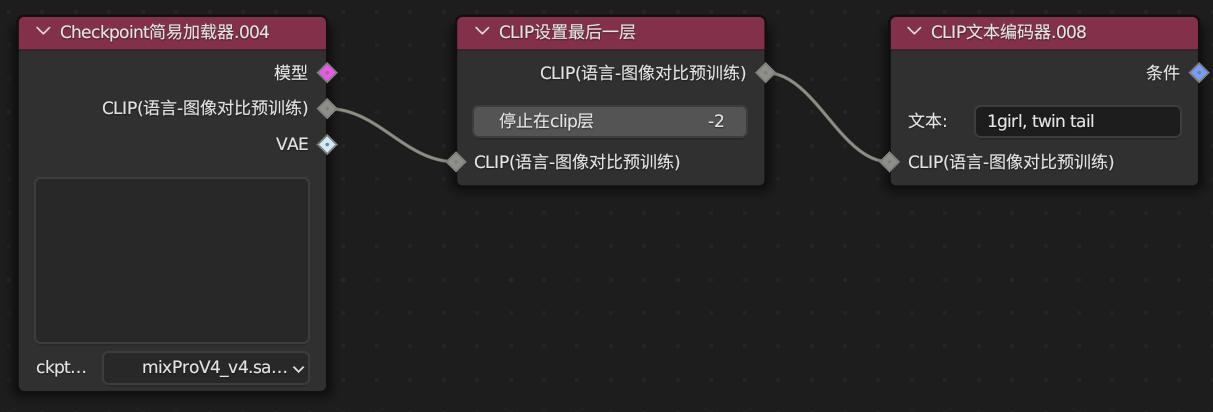 Checkpoint简易加载器.004
模型
CLIP(语言-图像对比预训练)
VAE
ckpt...
mixProV4_v4.sa...
CLIP设置最后一层
CLIP(语言-图像对比预训练)
停止在clip层 -2
CLIP(语言-图像对比预训练)
CLIP文本编码器.008
条件
文本: 1girl, twin tail
CLIP(语言-图像对比预训练)